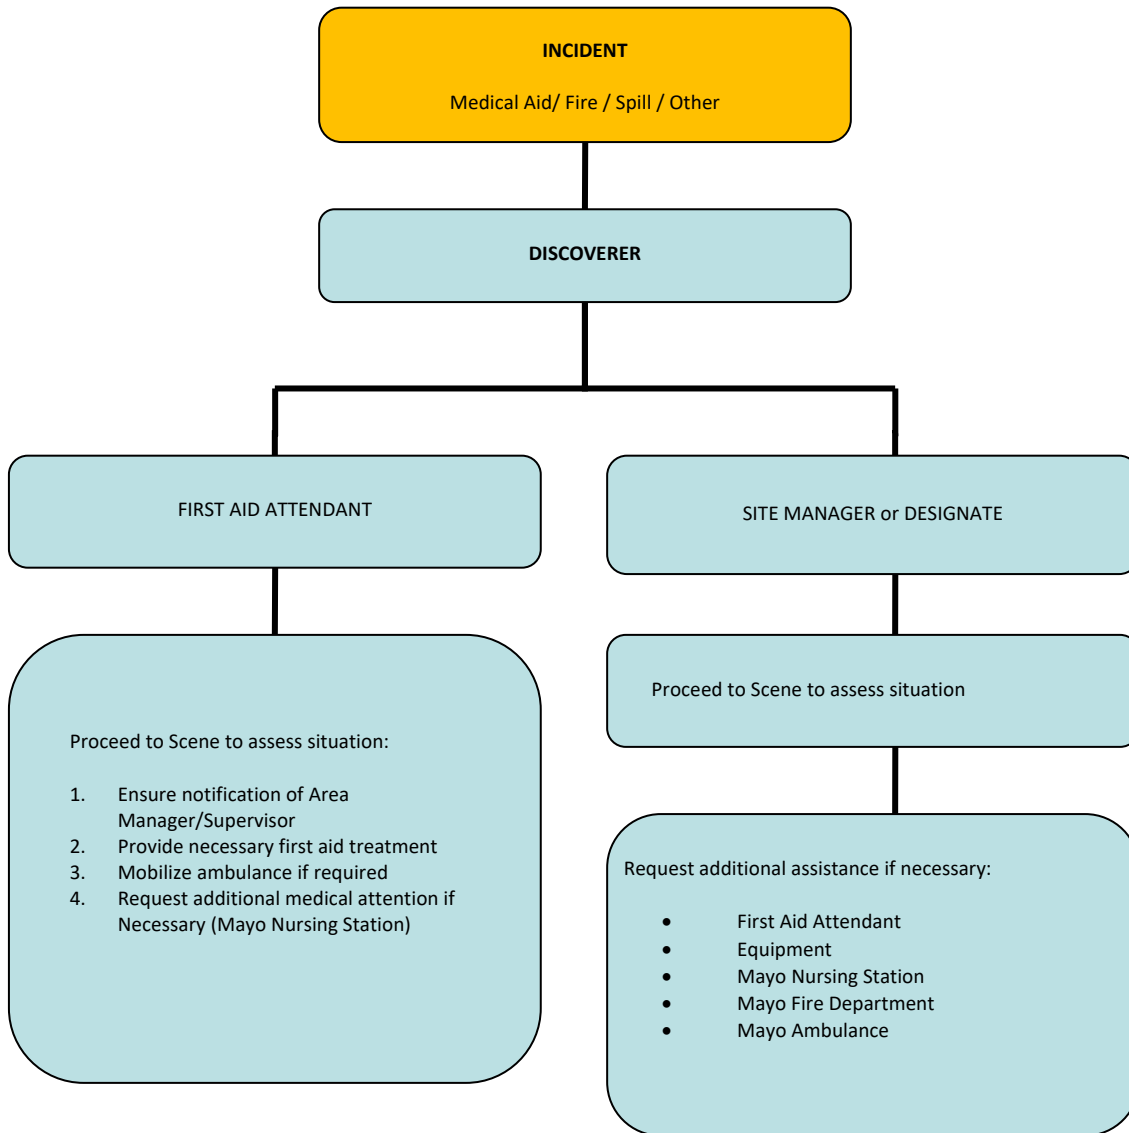 INCIDENT
Medical Aid/ Fire / Spill / Other
DISCOVERER
FIRST AID ATTENDANT
Proceed to Scene to assess situation:
1. Ensure notification of Area
Manager/Supervisor
2. Provide necessary first aid treatment
3. Mobilize ambulance if required
4. Request additional medical attention if
Necessary (Mayo Nursing Station)
SITE MANAGER or DESIGNATE
Proceed to Scene to assess situation
Request additional assistance if necessary:
• First Aid Attendant
• Equipment
• Mayo Nursing Station
• Mayo Fire Department
• Mayo Ambulance